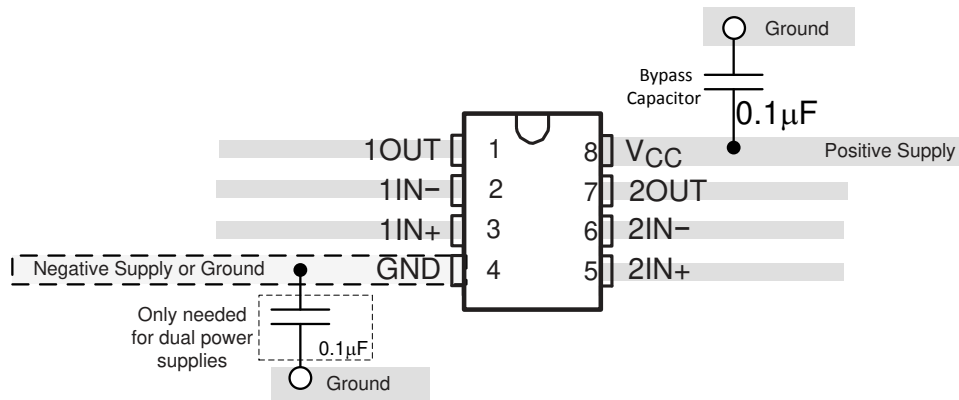 Ground
Bypass
Capacitor
0.1µF
1OUT 1 8 VCC Positive Supply
1IN− 2 7 2OUT
1IN+ 3 6 2IN-
Negative Supply or Ground GND 4 5 2IN+
Only needed
for dual power
supplies
0.1µF
Ground